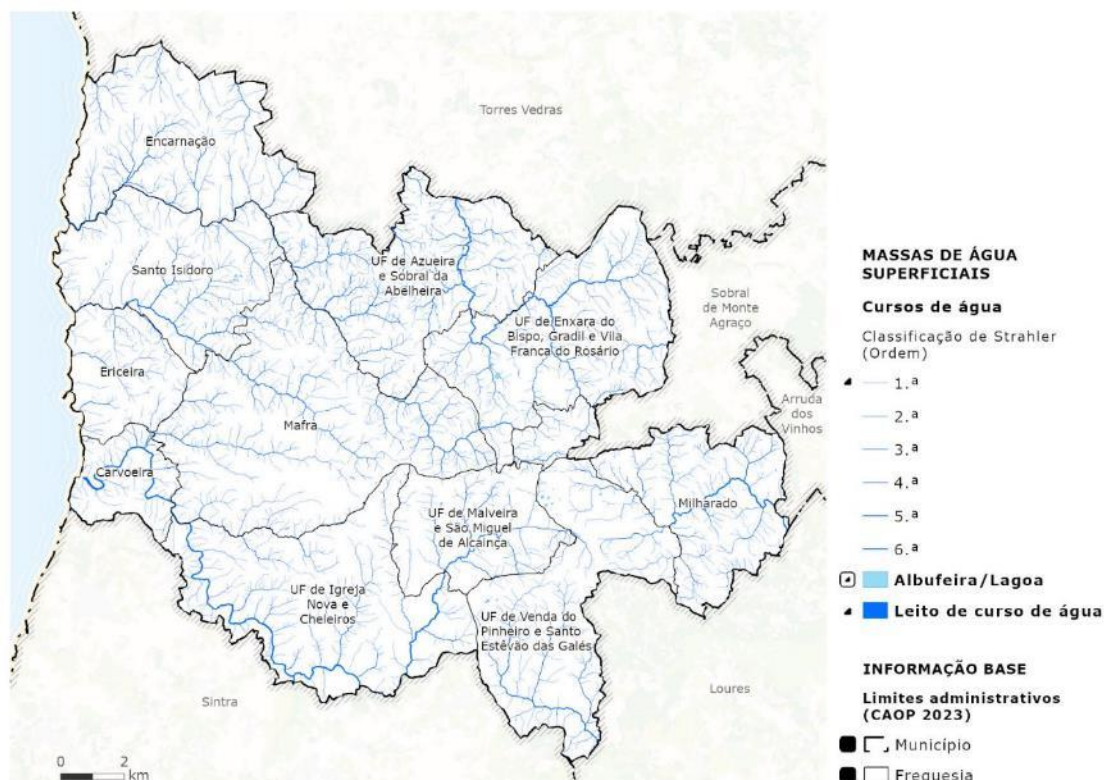 Torres Vedras
Encarnação
UF de Azueira
e Sobral da
Abelheira
Santo Isidoro
Sobral
de Monte
Agraço
UF de Enxara do
Bispo, Gradil e Vila
Franca do Rosário
Ericeira
Arruda
dos
Vinhos
Mafra
Carvoeira
Milharado
UF de Malveira
e São Miguel
de Alcainça
UF de Igreja
Nova e
Cheleiros
UF de Venda do
Pinheiro e Santo
Estêvão das Galés
Sintra
Loures
0 2
km
MASSAS DE ÁGUA
SUPERFICIAIS
Cursos de água
Classificação de Strahler
(Ordem)
1.ª
2.ª
3.ª
4.ª
5.ª
6.ª
Albufeira/Lagoa
Leito de curso de água
INFORMAÇÃO BASE
Limites administrativos
(CAOP 2023)
Município
Freguesia